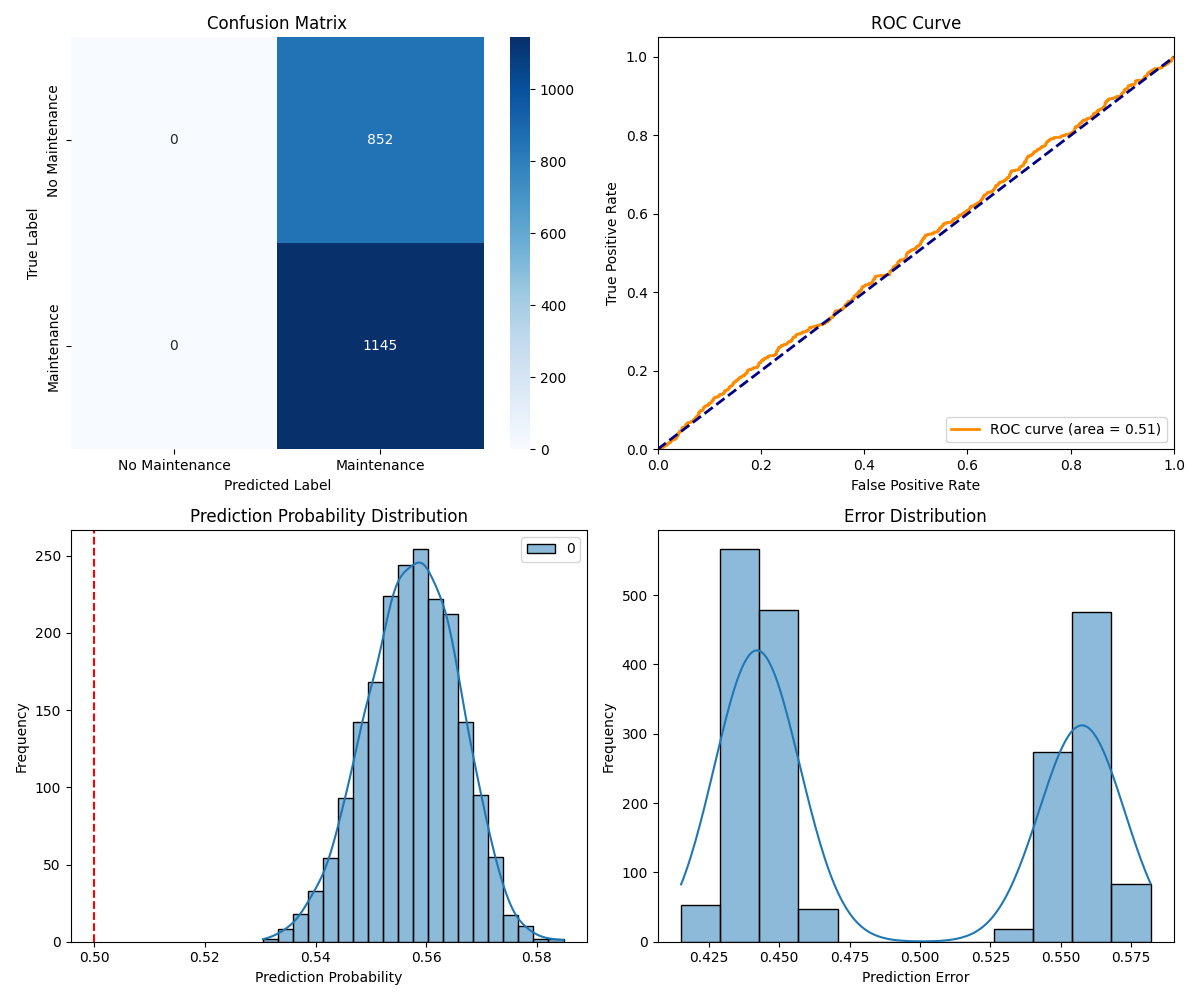 Confusion Matrix
True Label
No Maintenance
Maintenance
0
852
0
1145
No Maintenance
Maintenance
Predicted Label
1000
800
600
400
200
0
ROC Curve
True Positive Rate
1.0
0.8
0.6
0.4
0.2
0.0
ROC curve (area = 0.51)
0.0 0.2 0.4 0.6 0.8 1.0
False Positive Rate
Prediction Probability Distribution
Frequency
250
200
150
100
50
0
0
0.50 0.52 0.54 0.56 0.58
Prediction Probability
Error Distribution
Frequency
500
400
300
200
100
0
0.425 0.450 0.475 0.500 0.525 0.550 0.575
Prediction Error